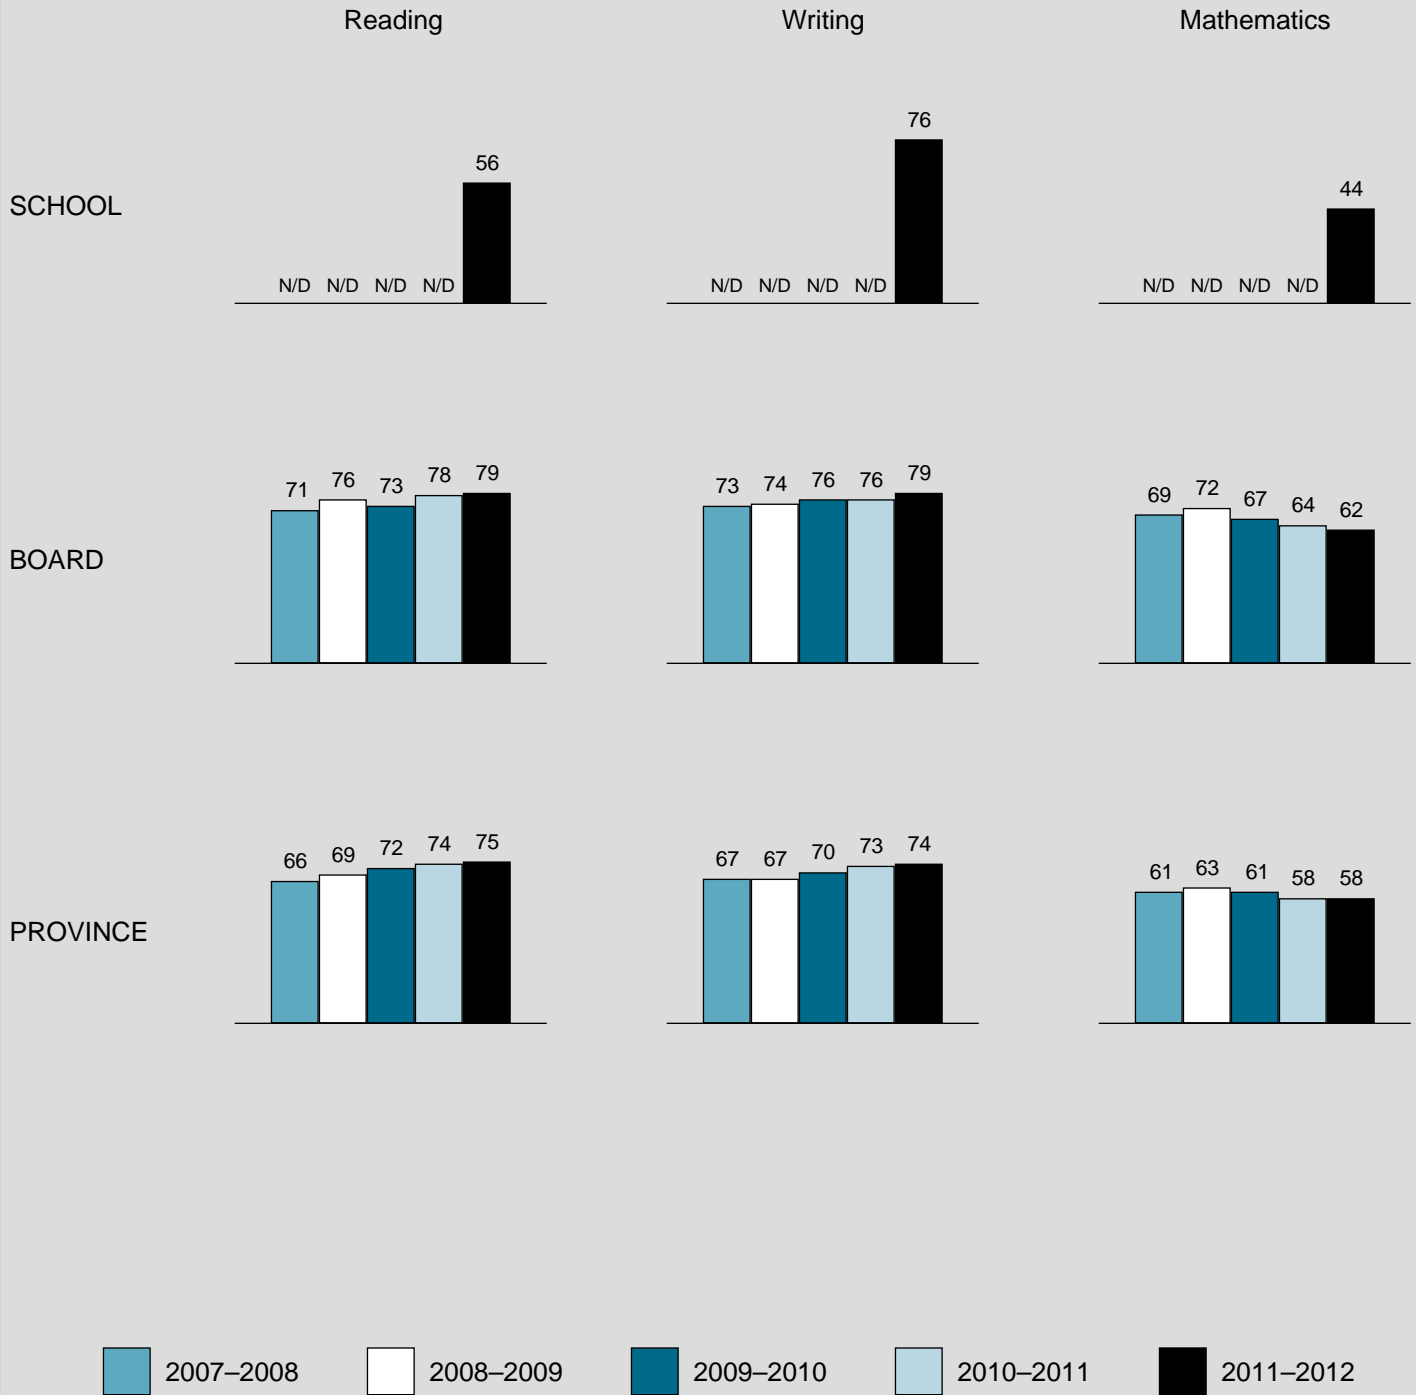 Reading Writing Mathematics
56 76 44
SCHOOL
N/D N/D N/D N/D N/D N/D N/D N/D N/D N/D N/D N/D
71 76 73 78 79 73 74 76 76 79 69 72 67 64 62
BOARD
66 69 72 74 75 67 67 70 73 74 61 63 61 58 58
PROVINCE
2007–2008 2008–2009 2009–2010 2010–2011 2011–2012